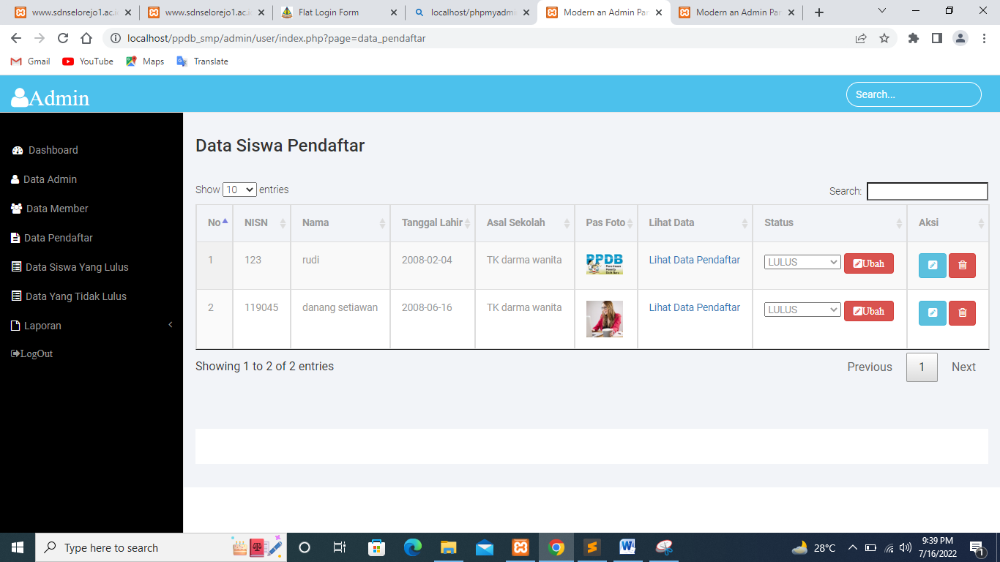 www.sdnselorejo1.ac.i
www.sdnselorejo1.ac.i
Flat Login Form
localhost/phpmyadmi
Modern an Admin Pan
Modern an Admin Pan
localhost/ppdb_smp/admin/user/index.php?page=data_pendaftar
Gmail
YouTube
Maps
Translate
Admin
Search...
Dashboard
Data Admin
Data Member
Data Pendaftar
Data Siswa Yang Lulus
Data Yang Tidak Lulus
Laporan
LogOut
Data Siswa Pendaftar
Show 10 entries
Search:
No NISN Nama Tanggal Lahir Asal Sekolah Pas Foto Lihat Data Status Aksi
1 123 rudi 2008-02-04 TK darma wanita PPDB Lihat Data Pendaftar LULUS Ubah
2 119045 danang setiawan 2008-06-16 TK darma wanita Lihat Data Pendaftar LULUS Ubah
Showing 1 to 2 of 2 entries
Previous 1 Next
Type here to search
28°C
9:39 PM
7/16/2022
1